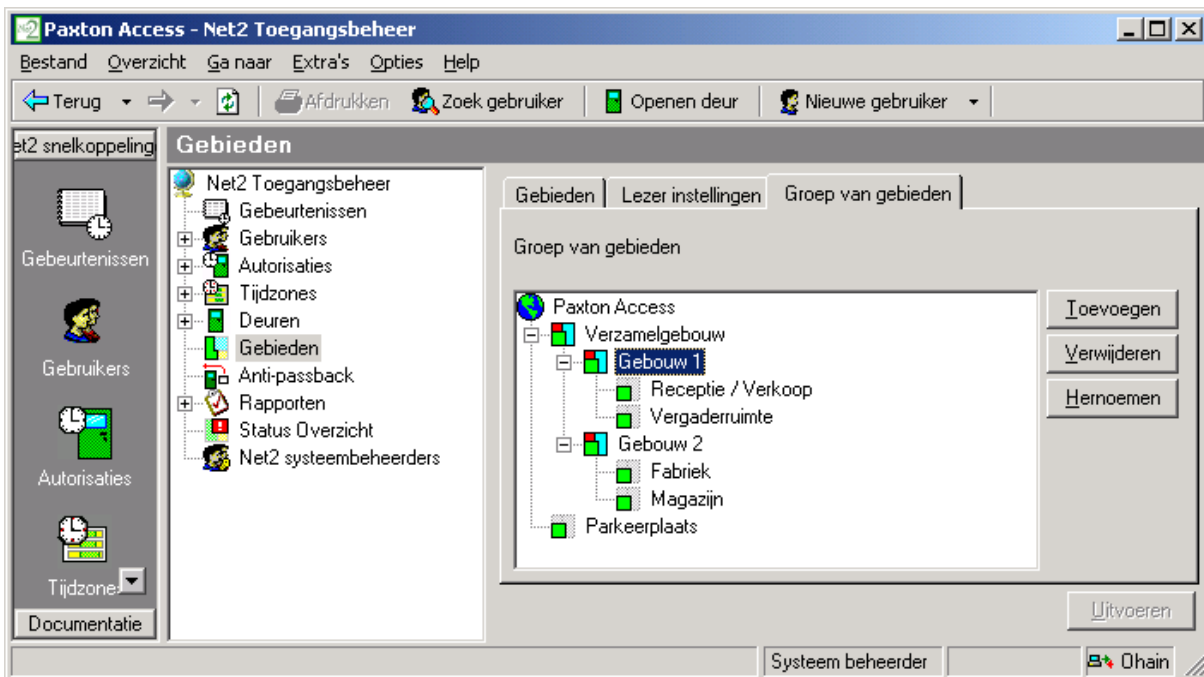 Paxton Access - Net2 Toegangsbeheer
Bestand Overzicht Ga naar Extra's Opties Help
Terug Afdrukken Zoek gebruiker Openen deur Nieuwe gebruiker
et2 snelkoppeling
Gebeurtenissen
Gebruikers
Autorisaties
Tijdzones
Documentatie
Gebieden
Net2 Toegangsbeheer
Gebeurtenissen
Gebruikers
Autorisaties
Tijdzones
Deuren
Gebieden
Anti-passback
Rapporten
Status Overzicht
Net2 systeembeheerders
Gebieden Lezer instellingen Groep van gebieden
Groep van gebieden
Paxton Access
Verzamelgebouw
Gebouw 1
Receptie / Verkoop
Vergaderruimte
Gebouw 2
Fabriek
Magazijn
Parkeerplaats
Toevoegen
Verwijderen
Hernoemen
Uitvoeren
Systeem beheerder Ohain